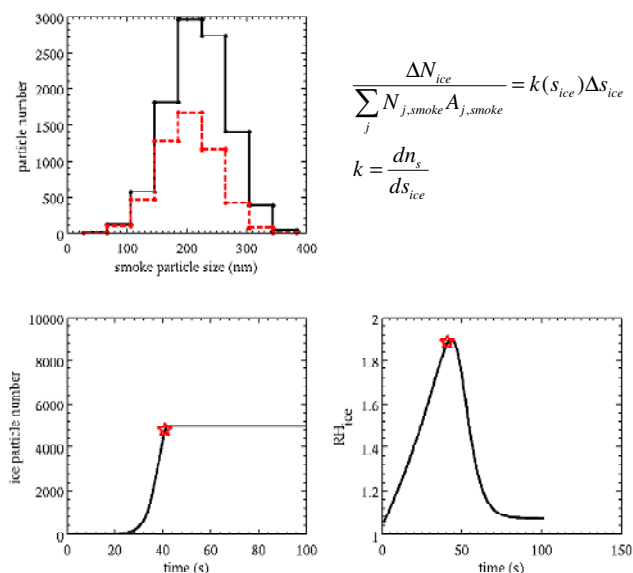 3000
2500
2000
1500
1000
500
0
particle number
0 100 200 300 400
smoke particle size (nm)
ΔN_ice / ∑_j N_j,smoke A_j,smoke = k(s_ice)Δs_ice
k = dn_s / ds_ice
10000
8000
6000
4000
2000
0
ice particle number
0 20 40 60 80 100
time (s)
2
1.8
1.6
1.4
1.2
1
RH_ice
0 50 100 150
time (s)